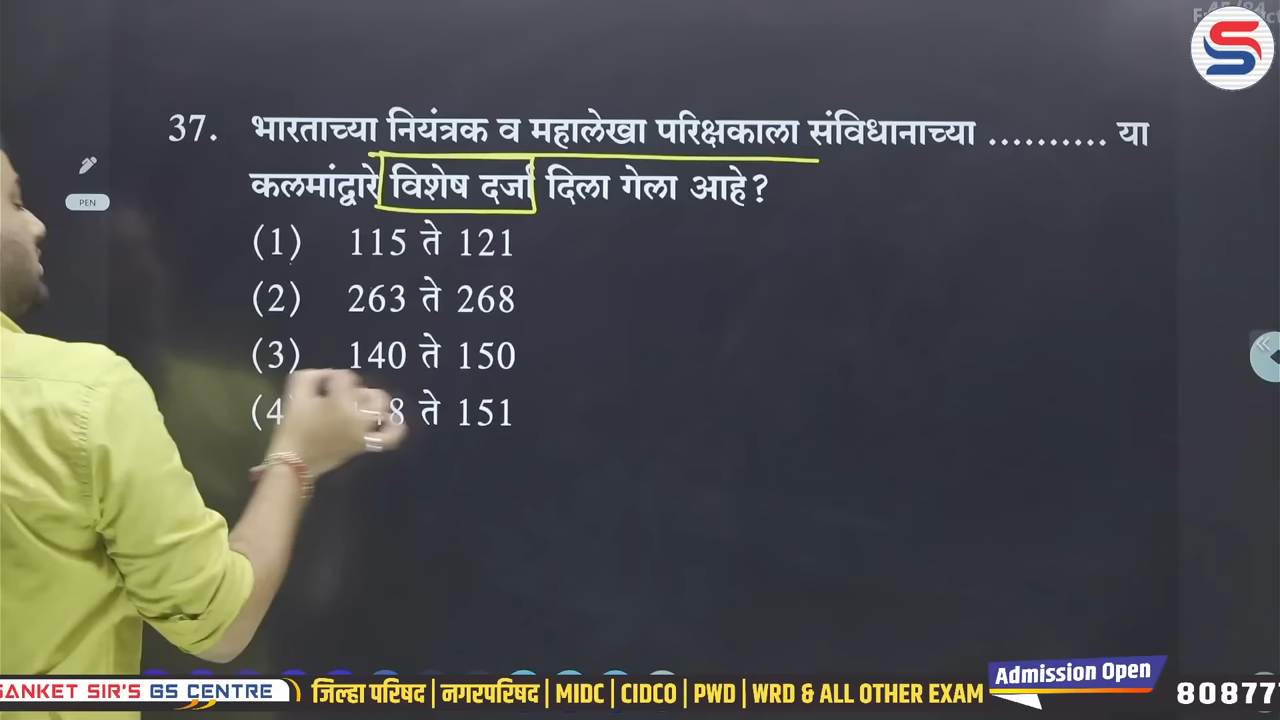 37. भारताच्या नियंत्रक व महालेखा परिक्षकाला संविधानाच्या .......... या
कलमांद्वारे विशेष दर्जा दिला गेला आहे?
(1) 115 ते 121
(2) 263 ते 268
(3) 140 ते 150
(4) ते 151
PEN
Admission Open
SANKET SIR'S GS CENTRE जिल्हा परिषद | नगरपरिषद | MIDC | CIDCO | PWD | WRD & ALL OTHER EXAM 80877